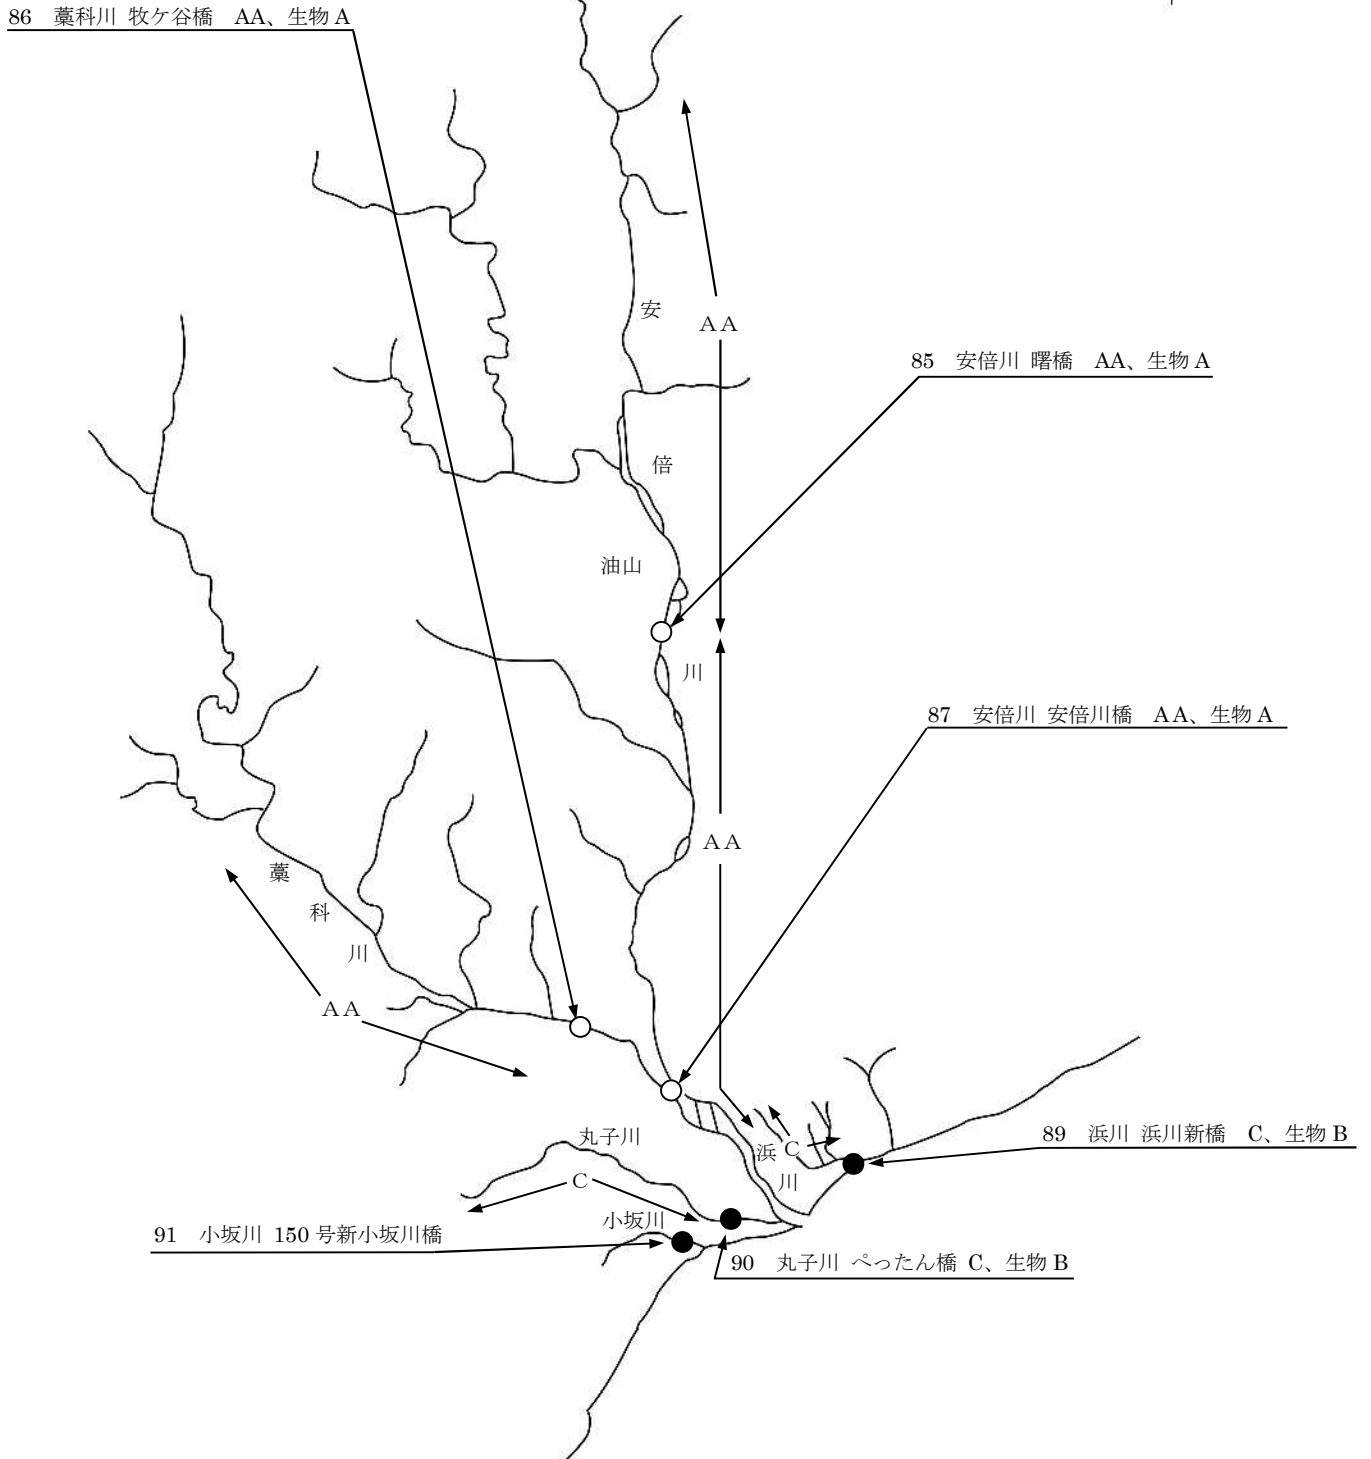 86 藁科川 牧ケ谷橋 AA、生物 A
安
AA
85 安倍川 曙橋 AA、生物 A
倍
油山
川
87 安倍川 安倍川橋 AA、生物 A
AA
藁
科
川
AA
丸子川
浜 C
89 浜川 浜川新橋 C、生物 B
川
C
小坂川
91 小坂川 150 号新小坂川橋
90 丸子川 ぺったん橋 C、生物 B